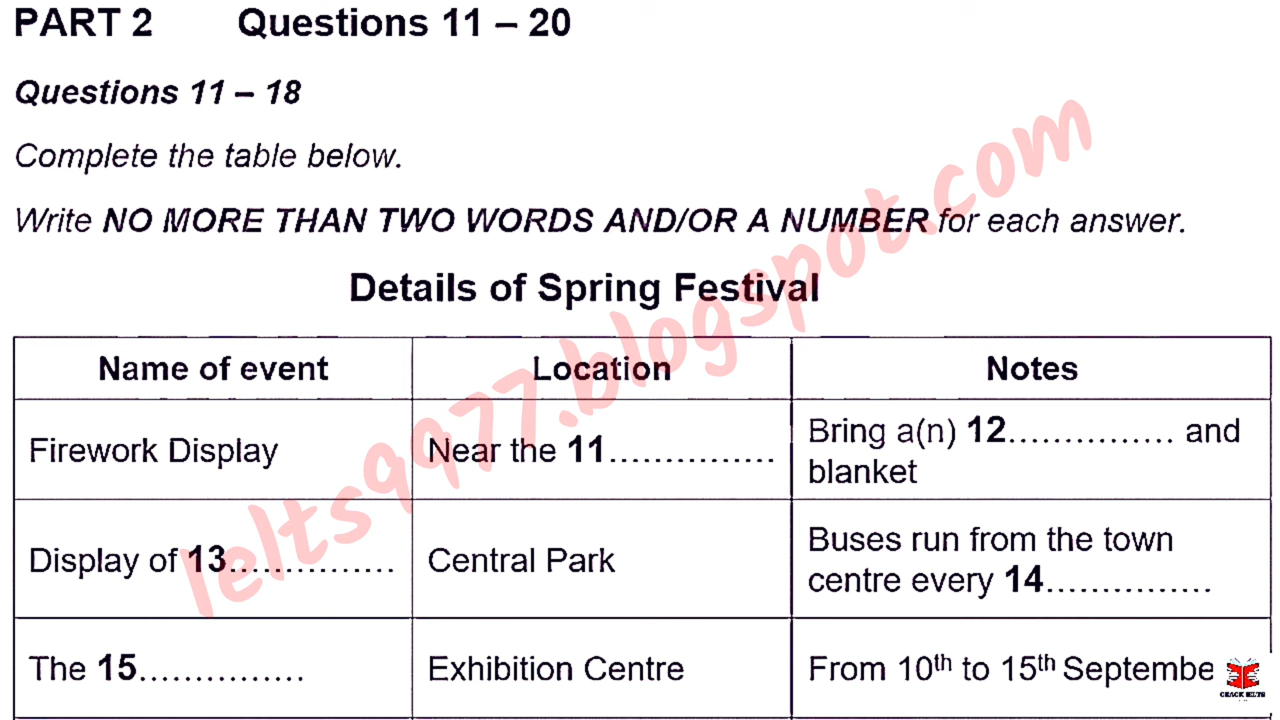 PART 2 Questions 11 – 20
Questions 11 – 18
Complete the table below.
Write NO MORE THAN TWO WORDS AND/OR A NUMBER for each answer.
Details of Spring Festival
Name of event Location Notes
Firework Display Near the 11............... Bring a(n) 12............... and
blanket
Display of 13............... Central Park Buses run from the town
centre every 14...............
The 15............... Exhibition Centre From 10th to 15th Septembe
Ielts9977.blogspot.com
CRACK IELTS